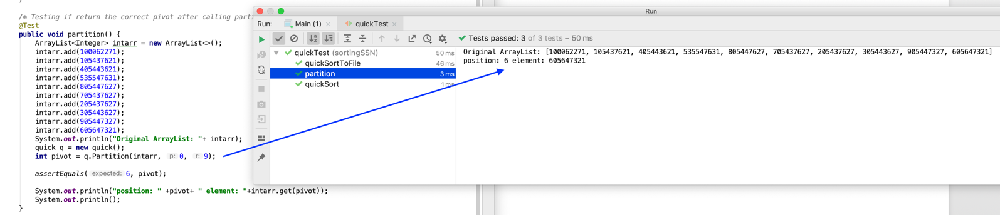 }
/* Testing if return the correct pivot after calling parti
@Test
public void partition() {
ArrayList<Integer> intarr = new ArrayList<>();
intarr.add(100062271);
intarr.add(105437621);
intarr.add(405443621);
intarr.add(535547631);
intarr.add(805447627);
intarr.add(705437627);
intarr.add(205437627);
intarr.add(305443627);
intarr.add(905447327);
intarr.add(605647321);
System.out.println("Original ArrayList: "+ intarr);
quick q = new quick();
int pivot = q.Partition(intarr, p: 0, r: 9);
assertEquals( expected: 6, pivot);
System.out.println("position: " +pivot+ " element: "+intarr.get(pivot));
System.out.println();
}
Run
Run: Main (1) × quickTest ×
Tests passed: 3 of 3 tests – 50 ms
quickTest (sortingSSN) 50 ms
quickSortToFile 46 ms
partition 3 ms
quickSort 1 ms
Original ArrayList: [100062271, 105437621, 405443621, 535547631, 805447627, 705437627, 205437627, 305443627, 905447327, 605647321]
position: 6 element: 605647321